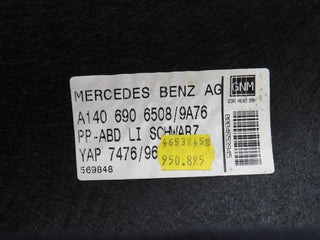 MERCEDES BENZ AG
A140 690 6508/9A76
PP-ABD LI SCHWARZ
YAP 7476/96
569848
GNM
950.895